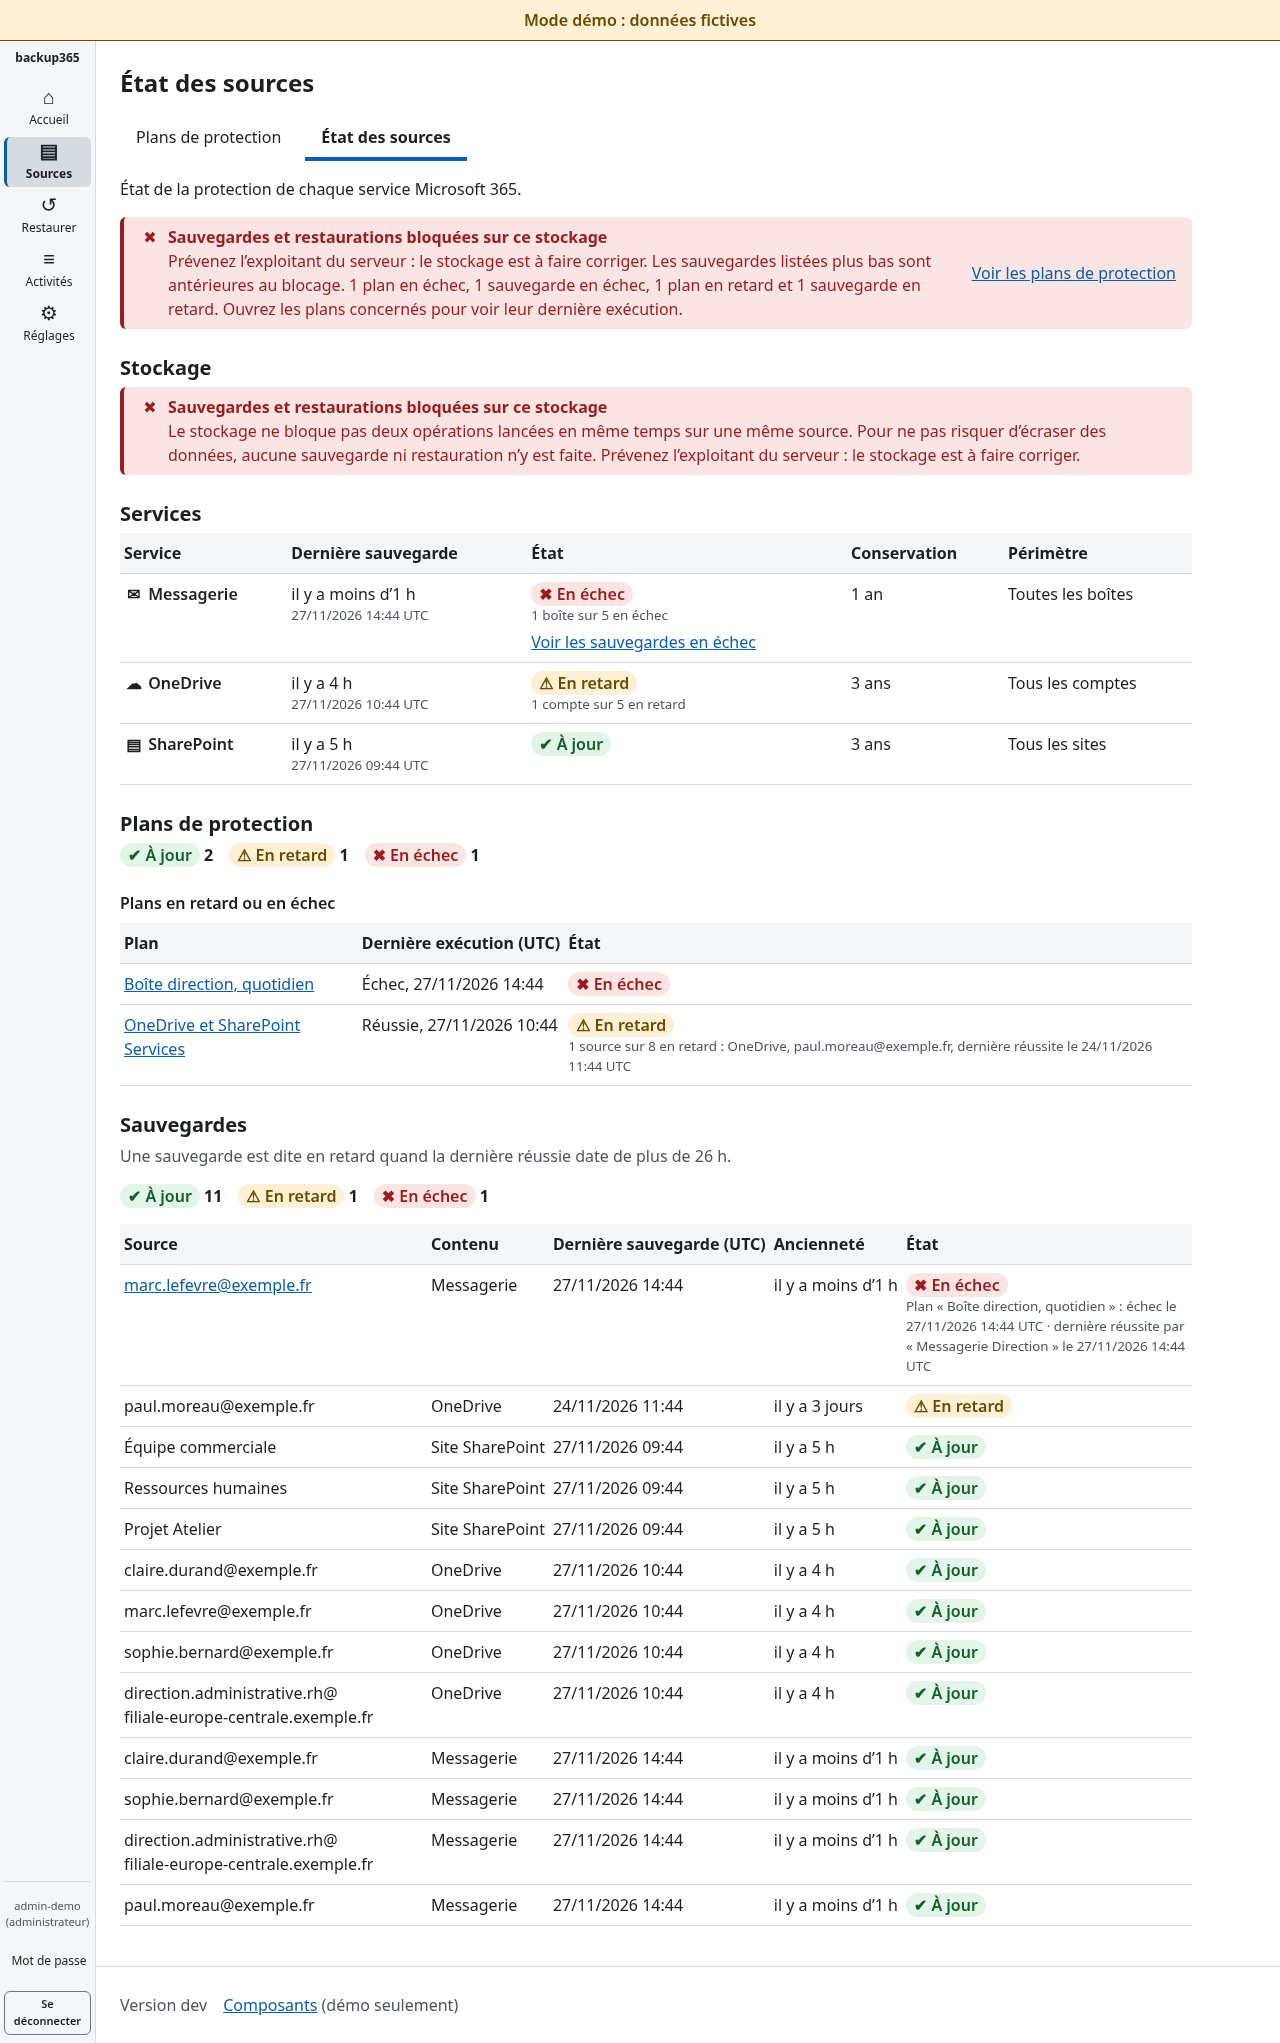 Mode démo : données fictives
backup365
Accueil
Sources
Restaurer
Activités
Réglages
État des sources
Plans de protection État des sources
État de la protection de chaque service Microsoft 365.
✖ Sauvegardes et restaurations bloquées sur ce stockage
Prévenez l’exploitant du serveur : le stockage est à faire corriger. Les sauvegardes listées plus bas sont
antérieures au blocage. 1 plan en échec, 1 sauvegarde en échec, 1 plan en retard et 1 sauvegarde en
retard. Ouvrez les plans concernés pour voir leur dernière exécution.
Voir les plans de protection
Stockage
✖ Sauvegardes et restaurations bloquées sur ce stockage
Le stockage ne bloque pas deux opérations lancées en même temps sur une même source. Pour ne pas risquer d’écraser des
données, aucune sauvegarde ni restauration n’y est faite. Prévenez l’exploitant du serveur : le stockage est à faire corriger.
Services
Service Dernière sauvegarde État Conservation Périmètre
✉ Messagerie il y a moins d’1 h ✖ En échec 1 an Toutes les boîtes
27/11/2026 14:44 UTC 1 boîte sur 5 en échec
Voir les sauvegardes en échec
☁ OneDrive il y a 4 h ⚠ En retard 3 ans Tous les comptes
27/11/2026 10:44 UTC 1 compte sur 5 en retard
▤ SharePoint il y a 5 h ✔ À jour 3 ans Tous les sites
27/11/2026 09:44 UTC
Plans de protection
✔ À jour 2 ⚠ En retard 1 ✖ En échec 1
Plans en retard ou en échec
Plan Dernière exécution (UTC) État
Boîte direction, quotidien Échec, 27/11/2026 14:44 ✖ En échec
OneDrive et SharePoint Réussie, 27/11/2026 10:44 ⚠ En retard
Services 1 source sur 8 en retard : OneDrive, paul.moreau@exemple.fr, dernière réussite le 24/11/2026
11:44 UTC
Sauvegardes
Une sauvegarde est dite en retard quand la dernière réussie date de plus de 26 h.
✔ À jour 11 ⚠ En retard 1 ✖ En échec 1
Source Contenu Dernière sauvegarde (UTC) Ancienneté État
marc.lefevre@exemple.fr Messagerie 27/11/2026 14:44 il y a moins d’1 h ✖ En échec
Plan « Boîte direction, quotidien » : échec le
27/11/2026 14:44 UTC · dernière réussite par
« Messagerie Direction » le 27/11/2026 14:44
UTC
paul.moreau@exemple.fr OneDrive 24/11/2026 11:44 il y a 3 jours ⚠ En retard
Équipe commerciale Site SharePoint 27/11/2026 09:44 il y a 5 h ✔ À jour
Ressources humaines Site SharePoint 27/11/2026 09:44 il y a 5 h ✔ À jour
Projet Atelier Site SharePoint 27/11/2026 09:44 il y a 5 h ✔ À jour
claire.durand@exemple.fr OneDrive 27/11/2026 10:44 il y a 4 h ✔ À jour
marc.lefevre@exemple.fr OneDrive 27/11/2026 10:44 il y a 4 h ✔ À jour
sophie.bernard@exemple.fr OneDrive 27/11/2026 10:44 il y a 4 h ✔ À jour
direction.administrative.rh@ OneDrive 27/11/2026 10:44 il y a 4 h ✔ À jour
filiale-europe-centrale.exemple.fr
claire.durand@exemple.fr Messagerie 27/11/2026 14:44 il y a moins d’1 h ✔ À jour
sophie.bernard@exemple.fr Messagerie 27/11/2026 14:44 il y a moins d’1 h ✔ À jour
direction.administrative.rh@ Messagerie 27/11/2026 14:44 il y a moins d’1 h ✔ À jour
filiale-europe-centrale.exemple.fr
paul.moreau@exemple.fr Messagerie 27/11/2026 14:44 il y a moins d’1 h ✔ À jour
admin-demo
(administrateur)
Mot de passe
Se
déconnecter
Version dev Composants (démo seulement)